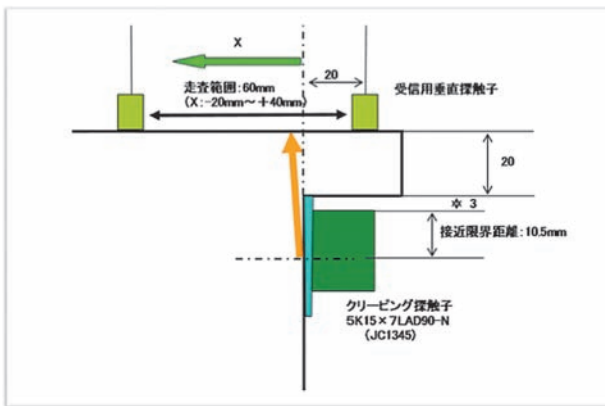 X
20
走査範囲:60mm
(X:-20mm~+40mm)
受信用垂直探触子
20
※ 3
接近限界距離:10.5mm
クリーピング探触子
5K15×7LAD90-N
(JC1345)